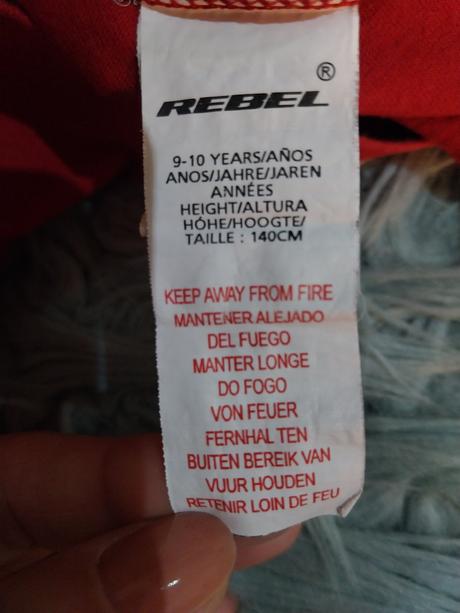 ®
REBEL
9-10 YEARS/AÑOS
ANOS/JAHRE/JAREN
ANNÉES
HEIGHT/ALTURA
HÖHE/HOOGTE/
TAILLE : 140CM
KEEP AWAY FROM FIRE
MANTENER ALEJADO
DEL FUEGO
MANTER LONGE
DO FOGO
VON FEUER
FERNHAL TEN
BUITEN BEREIK VAN
VUUR HOUDEN
RETENIR LOIN DE FEU